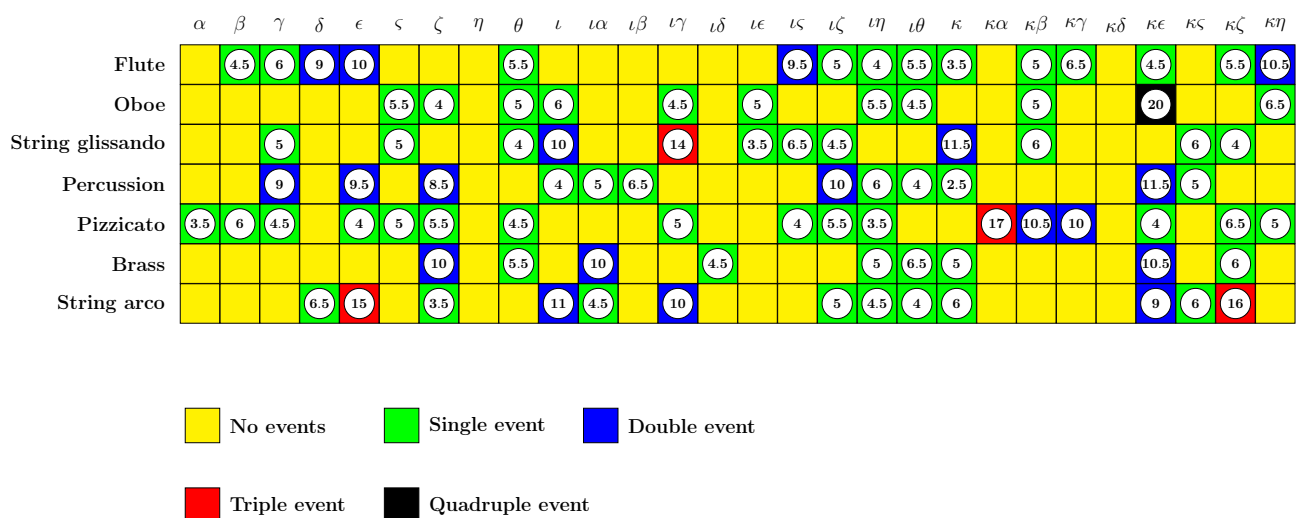 α β γ δ ϵ ς ζ η θ ι ια ιβ ιγ ιδ ιϵ ις ιζ ιη ιθ κ κα κβ κγ κδ κϵ κς κζ κη
Flute 4.5 6 9 10 5.5 9.5 5 4 5.5 3.5 5 6.5 4.5 5.5 10.5
Oboe 5.5 4 5 6 4.5 5 5.5 4.5 5 20 6.5
String glissando 5 5 4 10 14 3.5 6.5 4.5 11.5 6 6 4
Percussion 9 9.5 8.5 4 5 6.5 10 6 4 2.5 11.5 5
Pizzicato 3.5 6 4.5 4 5 5.5 4.5 5 4 5.5 3.5 17 10.5 10 4 6.5 5
Brass 10 5.5 10 4.5 5 6.5 5 10.5 6
String arco 6.5 15 3.5 11 4.5 10 5 4.5 4 6 9 6 16
No events Single event Double event
Triple event Quadruple event